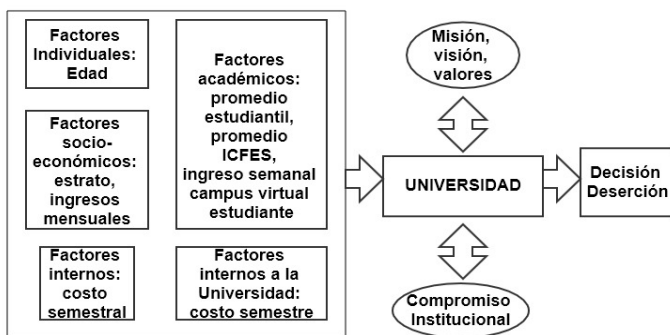 Factores
Individuales:
Edad
Factores
socio-
económicos:
estrato,
ingresos
mensuales
Factores
internos:
costo
semestral
Factores
académicos:
promedio
estudiantil,
promedio
ICFES,
ingreso semanal
campus virtual
estudiante
Factores
internos a la
Universidad:
costo semestre
Misión,
visión,
valores
UNIVERSIDAD
Compromiso
Institucional
Decisión
Deserción